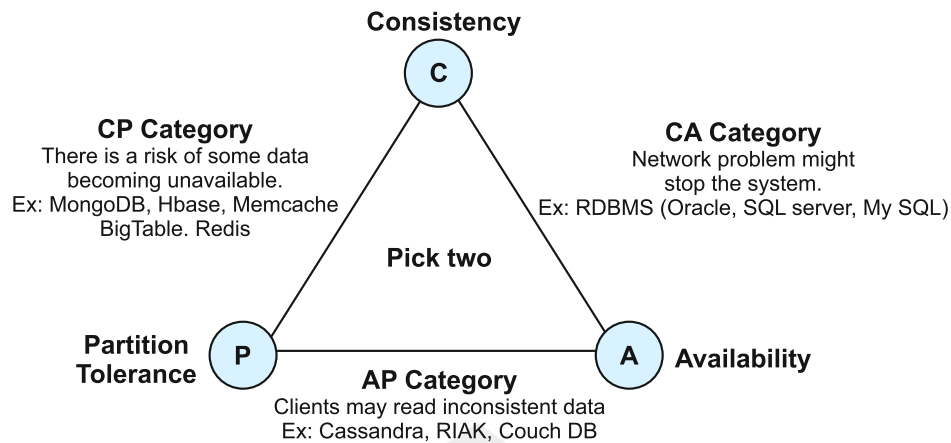 Consistency
C
CP Category
There is a risk of some data
becoming unavailable.
Ex: MongoDB, Hbase, Memcache
BigTable. Redis
CA Category
Network problem might
stop the system.
Ex: RDBMS (Oracle, SQL server, My SQL)
Pick two
Partition
Tolerance
P
A
Availability
AP Category
Clients may read inconsistent data
Ex: Cassandra, RIAK, Couch DB